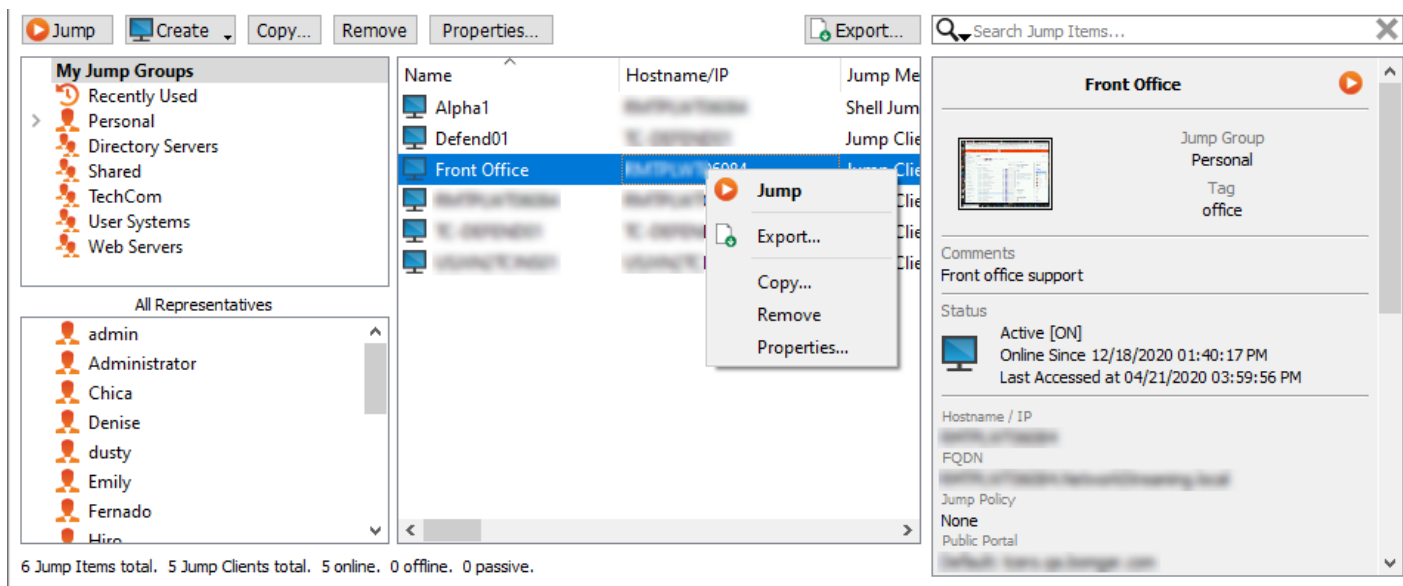 Jump Create Copy... Remove Properties... Export... Search Jump Items...
My Jump Groups
Recently Used
Personal
Directory Servers
Shared
TechCom
User Systems
Web Servers
All Representatives
admin
Administrator
Chica
Denise
dusty
Emily
Fernado
Hiro
Name Hostname/IP Jump Me
Alpha1 Shell Jum
Defend01 Jump Clie
Front Office 6084 Jump Clie
Clie
Clie
Clie
Jump
Export...
Copy...
Remove
Properties...
Front Office
Jump Group
Personal
Tag
office
Comments
Front office support
Status
Active [ON]
Online Since 12/18/2020 01:40:17 PM
Last Accessed at 04/21/2020 03:59:56 PM
Hostname / IP
FQDN
Jump Policy
None
Public Portal
6 Jump Items total. 5 Jump Clients total. 5 online. 0 offline. 0 passive.